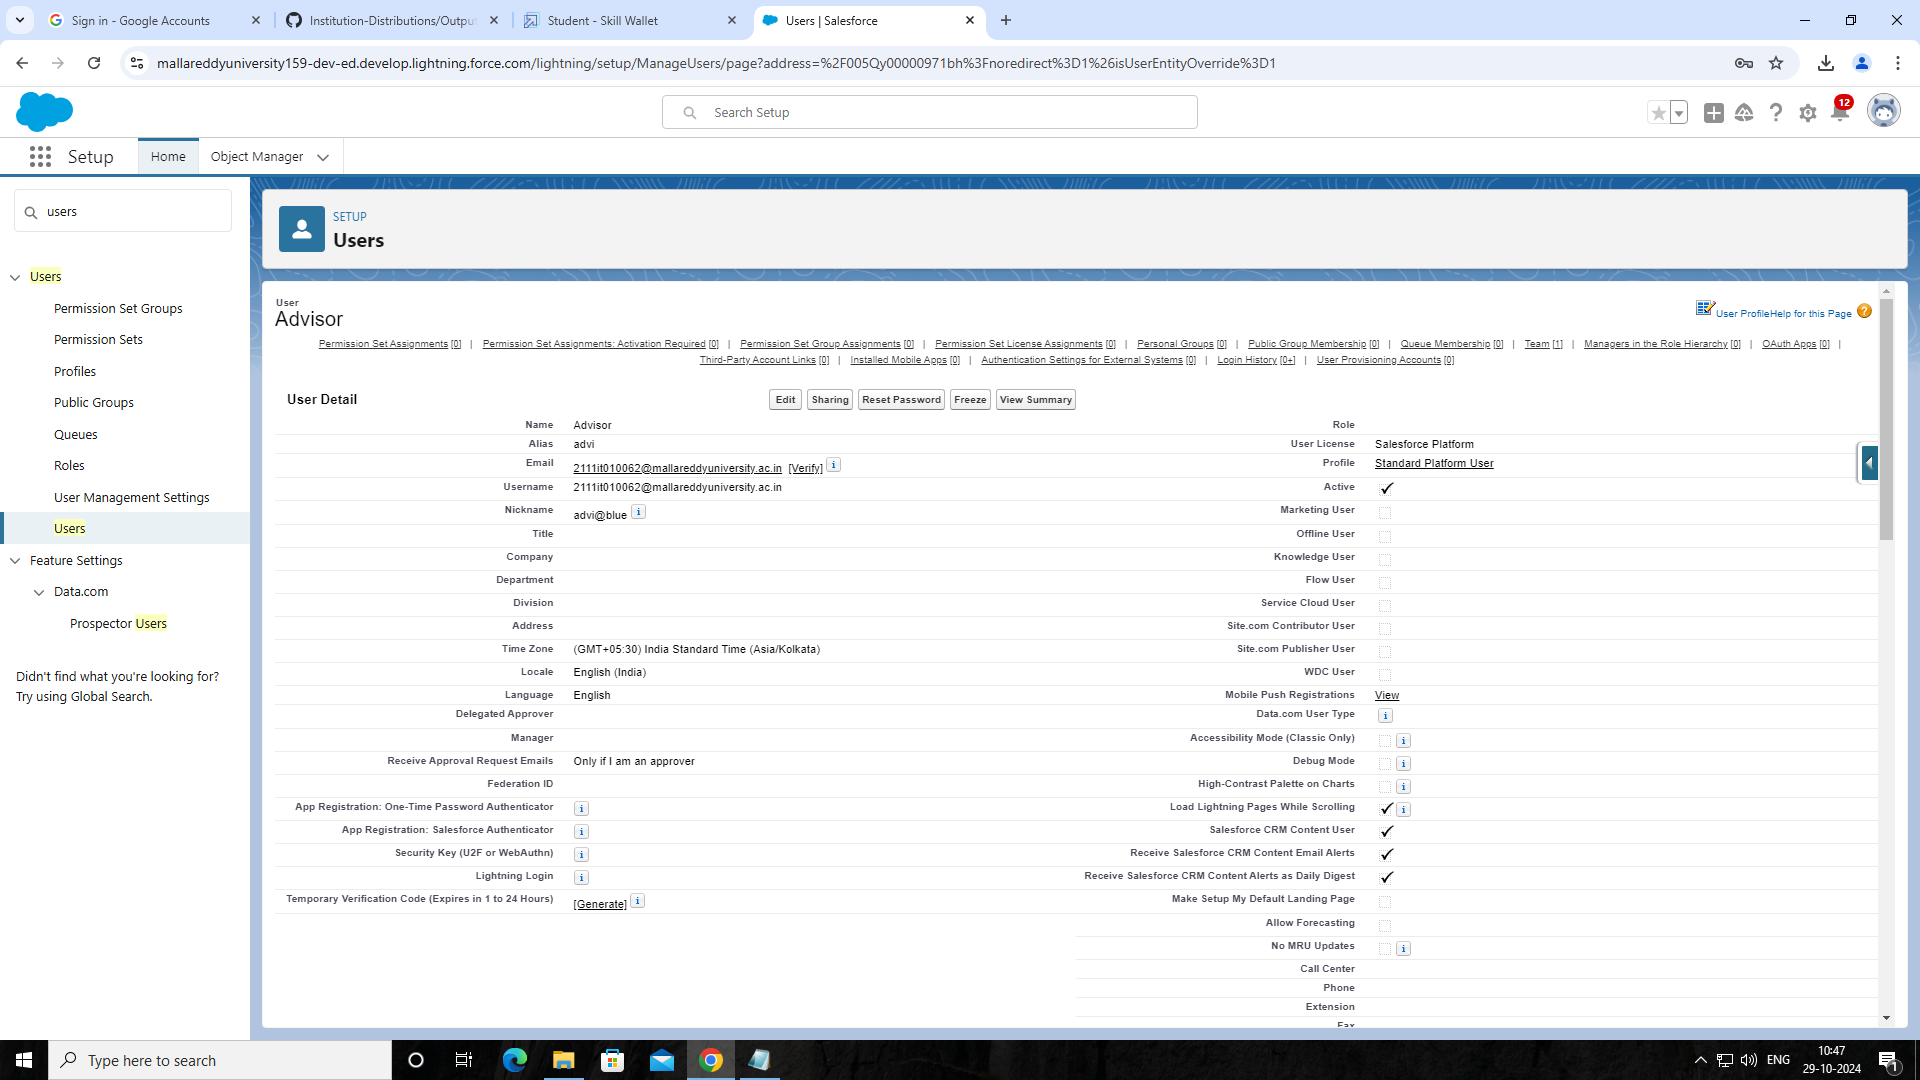 Sign in - Google Accounts
Institution-Distributions/Outpu
Student - Skill Wallet
Users | Salesforce
mallareddyuniversity159-dev-ed.develop.lightning.force.com/lightning/setup/ManageUsers/page?address=%2F005Qy00000971bh%3Fnoredirect%3D1%26isUserEntityOverride%3D1
Search Setup
12
Setup
Home
Object Manager
users
Users
Permission Set Groups
Permission Sets
Profiles
Public Groups
Queues
Roles
User Management Settings
Users
Feature Settings
Data.com
Prospector Users
Didn't find what you're looking for?
Try using Global Search.
SETUP
Users
User
Advisor
User Profile Help for this Page
Permission Set Assignments [0] | Permission Set Assignments: Activation Required [0] | Permission Set Group Assignments [0] | Permission Set License Assignments [0] | Personal Groups [0] | Public Group Membership [0] | Queue Membership [0] | Team [1] | Managers in the Role Hierarchy [0] | OAuth Apps [0] |
Third-Party Account Links [0] | Installed Mobile Apps [0] | Authentication Settings for External Systems [0] | Login History [0+] | User Provisioning Accounts [0]
User Detail
Edit Sharing Reset Password Freeze View Summary
Name Advisor
Alias advi
Email 2111it010062@mallareddyuniversity.ac.in [Verify] i
Username 2111it010062@mallareddyuniversity.ac.in
Nickname advi@blue i
Title
Company
Department
Division
Address
Time Zone (GMT+05:30) India Standard Time (Asia/Kolkata)
Locale English (India)
Language English
Delegated Approver
Manager
Receive Approval Request Emails Only if I am an approver
Federation ID
App Registration: One-Time Password Authenticator i
App Registration: Salesforce Authenticator i
Security Key (U2F or WebAuthn) i
Lightning Login i
Temporary Verification Code (Expires in 1 to 24 Hours) [Generate] i
Role
User License Salesforce Platform
Profile Standard Platform User
Active
Marketing User
Offline User
Knowledge User
Flow User
Service Cloud User
Site.com Contributor User
Site.com Publisher User
WDC User
Mobile Push Registrations View
Data.com User Type i
Accessibility Mode (Classic Only) i
Debug Mode i
High-Contrast Palette on Charts i
Load Lightning Pages While Scrolling i
Salesforce CRM Content User
Receive Salesforce CRM Content Email Alerts
Receive Salesforce CRM Content Alerts as Daily Digest
Make Setup My Default Landing Page
Allow Forecasting
No MRU Updates i
Call Center
Phone
Extension
Fax
Type here to search
ENG
10:47
29-10-2024
1